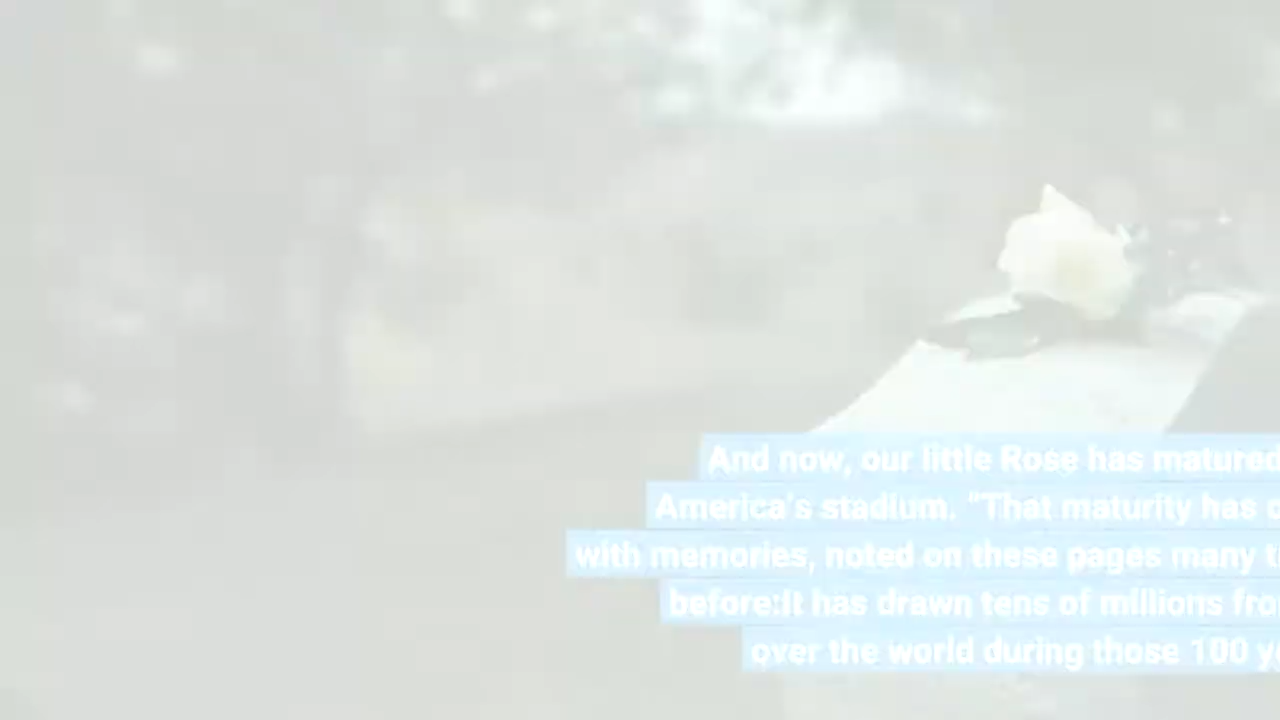 And now, our little Rose has matured
America's stadium. "That maturity has
with memories, noted on these pages many
before:It has drawn tens of millions
over the world during those 100